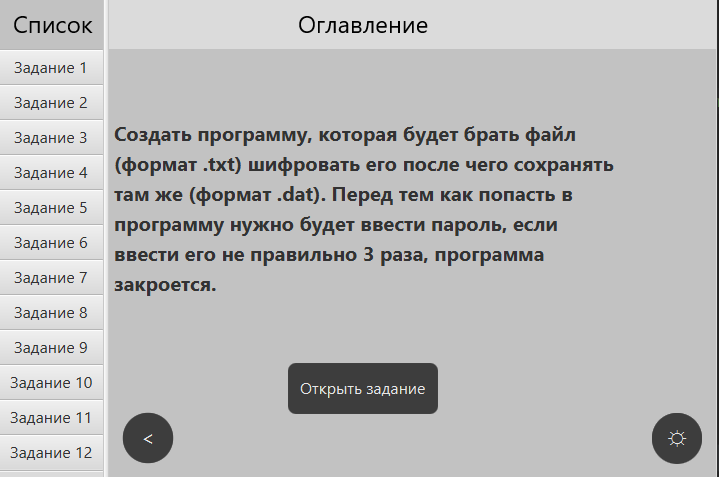 Список
Оглавление
Задание 1
Задание 2
Задание 3
Задание 4
Задание 5
Задание 6
Задание 7
Задание 8
Задание 9
Задание 10
Задание 11
Задание 12
Создать программу, которая будет брать файл
(формат .txt) шифровать его после чего сохранять
там же (формат .dat). Перед тем как попасть в
программу нужно будет ввести пароль, если
ввести его не правильно 3 раза, программа
закроется.
Открыть задание
<